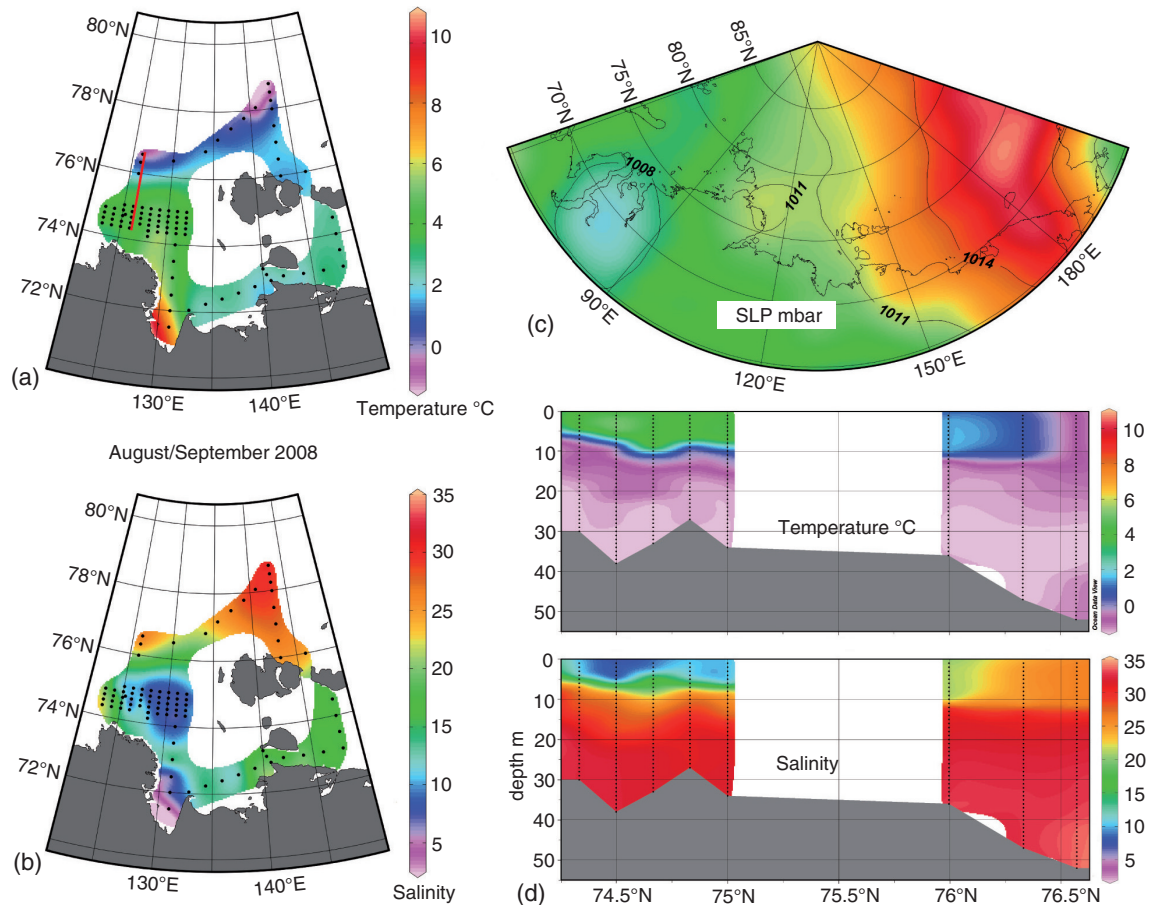 80°N
78°N
76°N
74°N
72°N
10
8
6
4
2
0
(a)
130°E
140°E
Temperature °C
August/September 2008
80°N
78°N
76°N
74°N
72°N
35
30
25
20
15
10
5
(b)
130°E
140°E
Salinity
70°N
75°N
80°N
85°N
1008
1011
1014
1011
SLP mbar
(c)
90°E
120°E
150°E
180°E
0
10
20
30
40
50
Temperature °C
Ocean Data View
10
8
6
4
2
0
0
10
20
30
40
50
depth m
Salinity
35
30
25
20
15
10
5
(d)
74.5°N
75°N
75.5°N
76°N
76.5°N